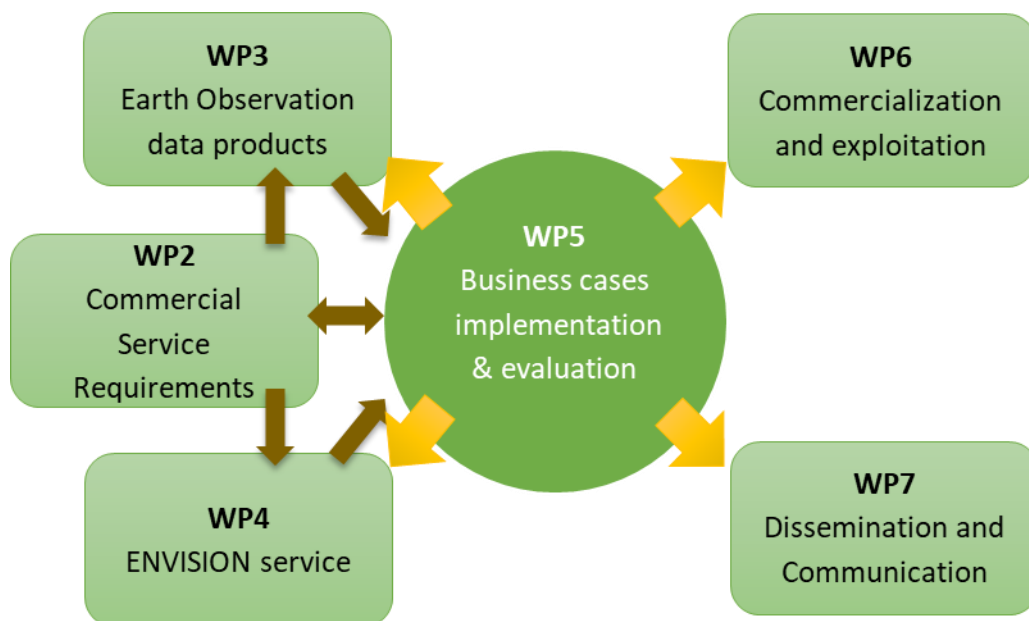 WP3
Earth Observation
data products
WP6
Commercialization
and exploitation
WP2
Commercial
Service
Requirements
WP5
Business cases
implementation
& evaluation
WP4
ENVISION service
WP7
Dissemination and
Communication